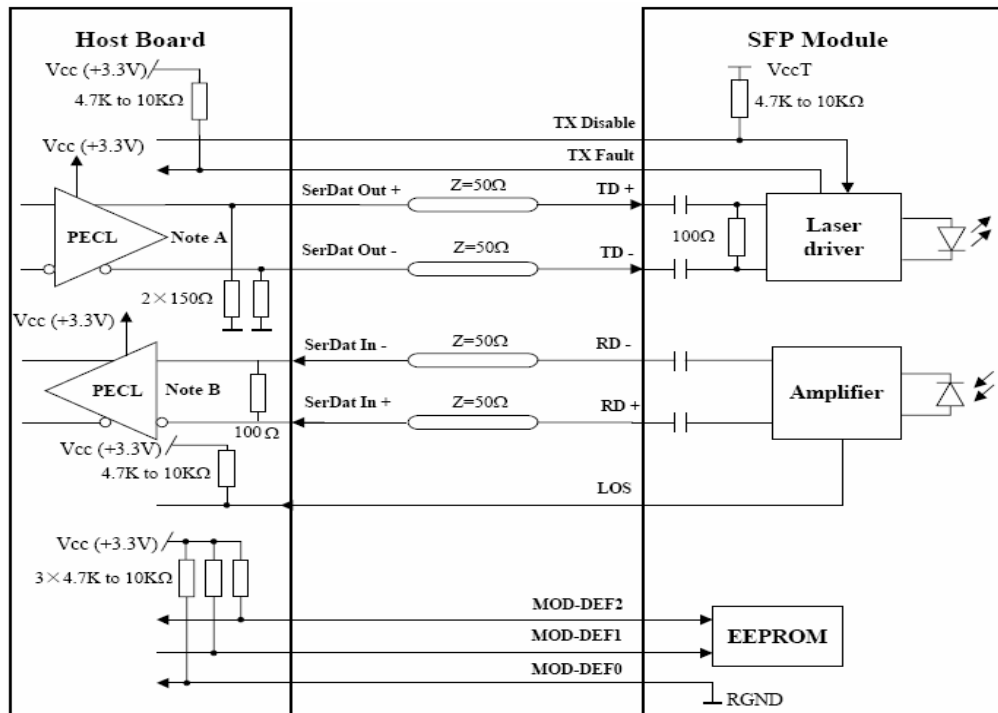 Host Board
SFP Module
Vcc (+3.3V)
4.7K to 10KΩ
VccT
4.7K to 10KΩ
TX Disable
TX Fault
Vcc (+3.3V)
SerDat Out +
Z=50Ω
TD +
PECL
Note A
100Ω
Laser
driver
SerDat Out -
Z=50Ω
TD -
2×150Ω
Vcc (+3.3V)
SerDat In -
Z=50Ω
RD -
PECL
Note B
Amplifier
SerDat In +
Z=50Ω
RD +
100Ω
Vcc (+3.3V)
4.7K to 10KΩ
LOS
Vcc (+3.3V)
3×4.7K to 10KΩ
MOD-DEF2
MOD-DEF1
EEPROM
MOD-DEF0
RGND